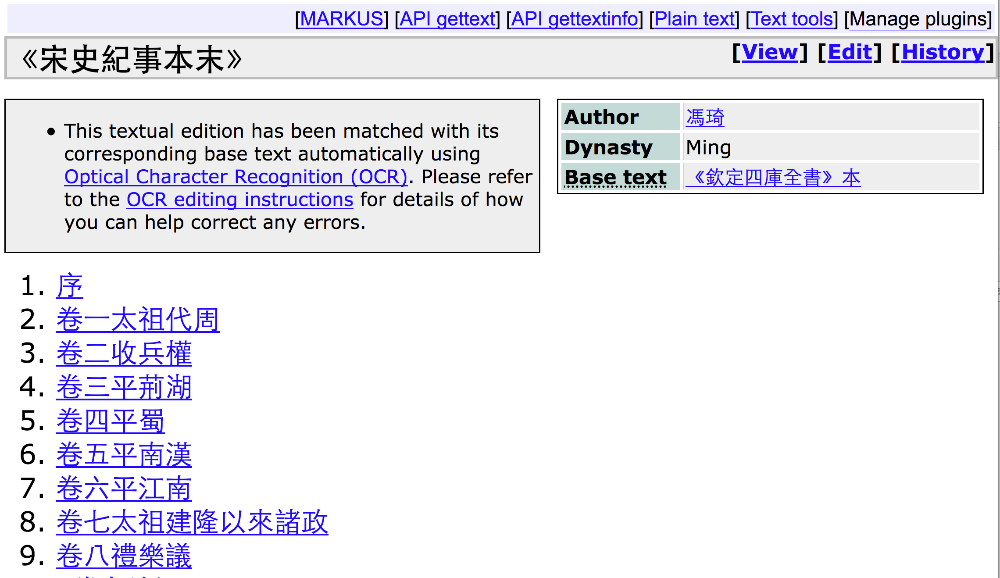 [MARKUS] [API gettext] [API gettextinfo] [Plain text] [Text tools] [Manage plugins]
《宋史紀事本末》
[View] [Edit] [History]
• This textual edition has been matched with its
corresponding base text automatically using
Optical Character Recognition (OCR). Please refer
to the OCR editing instructions for details of how
you can help correct any errors.
Author 馮琦
Dynasty Ming
Base text 《欽定四庫全書》本
1. 序
2. 卷一太祖代周
3. 卷二收兵權
4. 卷三平荊湖
5. 卷四平蜀
6. 卷五平南漢
7. 卷六平江南
8. 卷七太祖建隆以來諸政
9. 卷八禮樂議